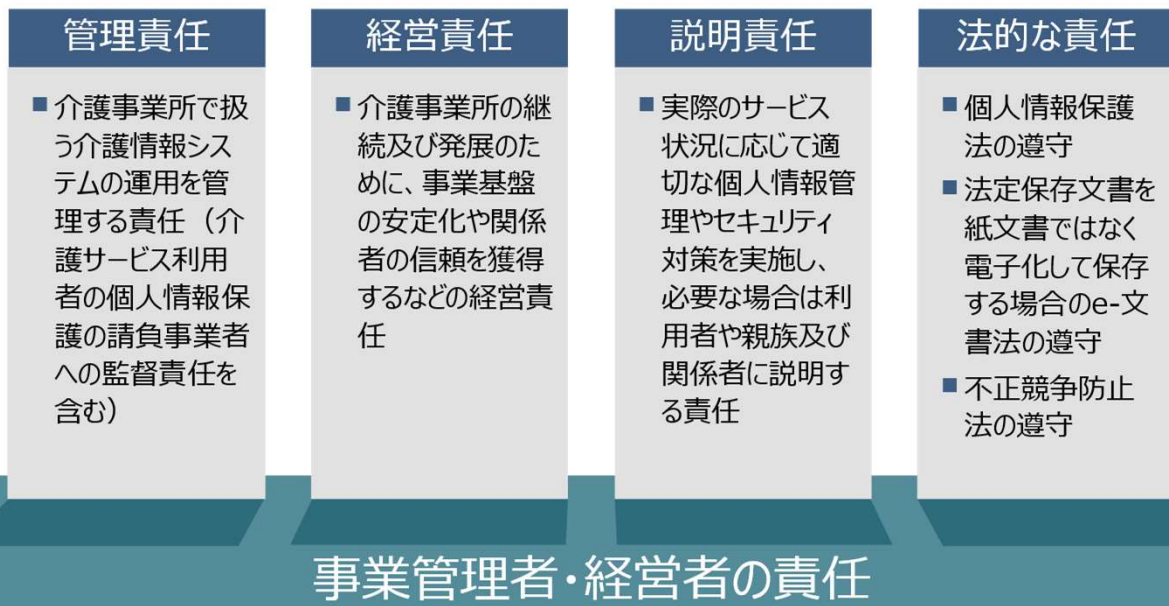 管理責任
■介護事業所で扱
う介護情報シス
テムの運用を管
理する責任（介
護サービス利用
者の個人情報保
護の請負事業者
への監督責任を
含む）
経営責任
■介護事業所の継
続及び発展のた
めに、事業基盤
の安定化や関係
者の信頼を獲得
するなどの経営責
任
説明責任
■実際のサービス
状況に応じて適
切な個人情報管
理やセキュリティ
対策を実施し、
必要な場合は利
用者や親族及び
関係者に説明す
る責任
法的な責任
■個人情報保護
法の遵守
■法定保存文書を
紙文書ではなく
電子化して保存
する場合のe-文
書法の遵守
■不正競争防止
法の遵守
事業管理者・経営者の責任